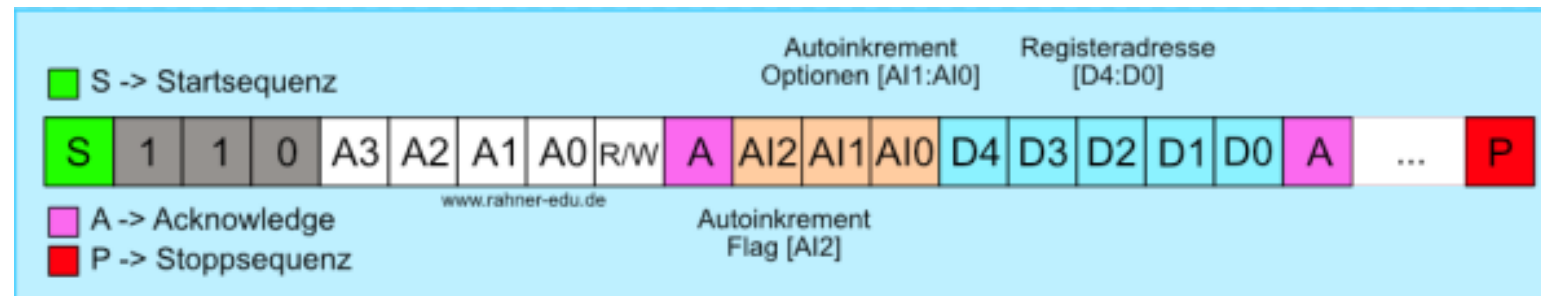 Autoinkrement
Optionen [AI1:AI0]
Registeradresse
[D4:D0]
S -> Startsequenz
S 1 1 0 A3 A2 A1 A0 R/W A AI2 AI1 AI0 D4 D3 D2 D1 D0 A ... P
www.rahner-edu.de
A -> Acknowledge
P -> Stoppsequenz
Autoinkrement
Flag [AI2]